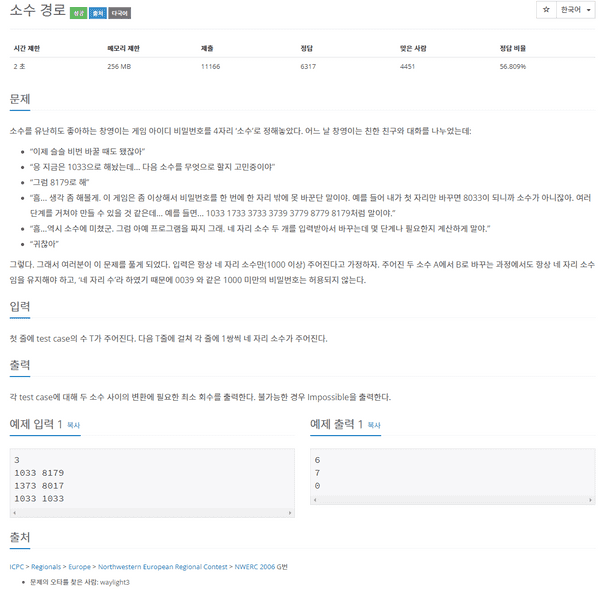 소수 경로 성공 출처 다국어
☆ 한국어
시간 제한 메모리 제한 제출 정답 맞은 사람 정답 비율
2 초 256 MB 11166 6317 4451 56.809%
문제
소수를 유난히도 좋아하는 창영이는 게임 아이디 비밀번호를 4자리 ‘소수’로 정해놓았다. 어느 날 창영이는 친한 친구와 대화를 나누었는데:
• “이제 슬슬 비번 바꿀 때도 됐잖아”
• “응 지금은 1033으로 해놨는데... 다음 소수를 무엇으로 할지 고민중이야"
• “그럼 8179로 해”
• “흠... 생각 좀 해볼게. 이 게임은 좀 이상해서 비밀번호를 한 번에 한 자리 밖에 못 바꾼단 말이야. 예를 들어 내가 첫 자리만 바꾸면 8033이 되니까 소수가 아니잖아. 여러
단계를 거쳐야 만들 수 있을 것 같은데... 예를 들면... 1033 1733 3733 3739 3779 8779 8179처럼 말이야.”
• “흠...역시 소수에 미쳤군. 그럼 아예 프로그램을 짜지 그래. 네 자리 소수 두 개를 입력받아서 바꾸는데 몇 단계나 필요한지 계산하게 말야.”
• “귀찮아”
그렇다. 그래서 여러분이 이 문제를 풀게 되었다. 입력은 항상 네 자리 소수만(1000 이상) 주어진다고 가정하자. 주어진 두 소수 A에서 B로 바꾸는 과정에서도 항상 네 자리 소수
임을 유지해야 하고, ‘네 자리 수’라 하였기 때문에 0039 와 같은 1000 미만의 비밀번호는 허용되지 않는다.
입력
첫 줄에 test case의 수 T가 주어진다. 다음 T줄에 걸쳐 각 줄에 1쌍씩 네 자리 소수가 주어진다.
출력
각 test case에 대해 두 소수 사이의 변환에 필요한 최소 회수를 출력한다. 불가능한 경우 Impossible을 출력한다.
예제 입력 1 복사
3
1033 8179
1373 8017
1033 1033
예제 출력 1 복사
6
7
0
출처
ICPC > Regionals > Europe > Northwestern European Regional Contest > NWERC 2006 G번
• 문제의 오타를 찾은 사람: waylight3